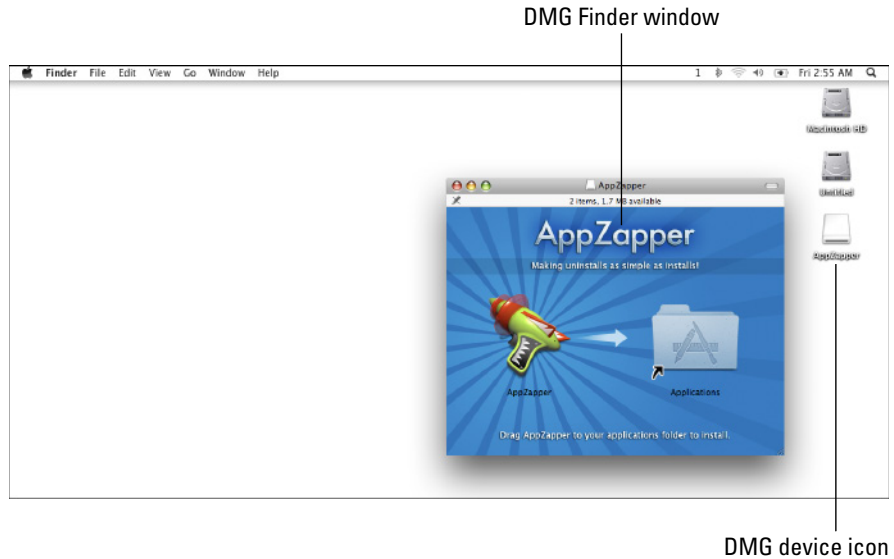 DMG Finder window
Finder File Edit View Go Window Help 1 Fri 2:55 AM
Macintosh HD
Untitled
AppZapper
2 items, 1.7 MB available
AppZapper
Making uninstalls as simple as installs!
AppZapper
AppZapper
Applications
Drag AppZapper to your applications folder to install.
DMG device icon